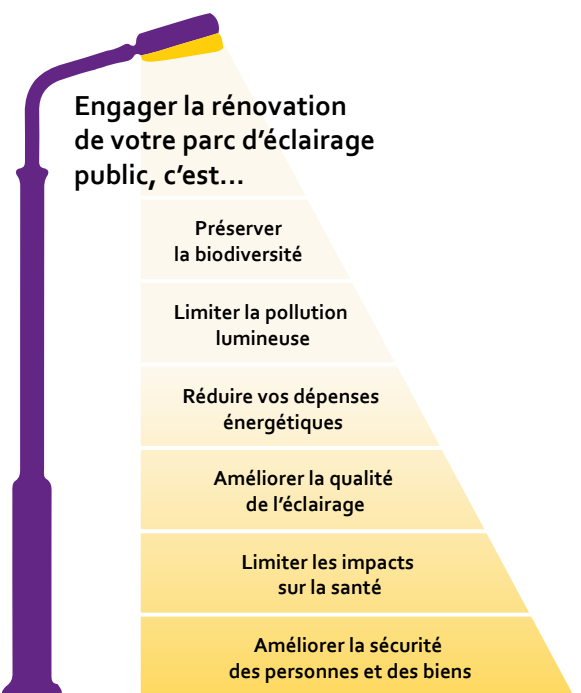 Engager la rénovation
de votre parc d'éclairage
public, c'est...
Préserver
la biodiversité
Limiter la pollution
lumineuse
Réduire vos dépenses
énergétiques
Améliorer la qualité
de l'éclairage
Limiter les impacts
sur la santé
Améliorer la sécurité
des personnes et des biens